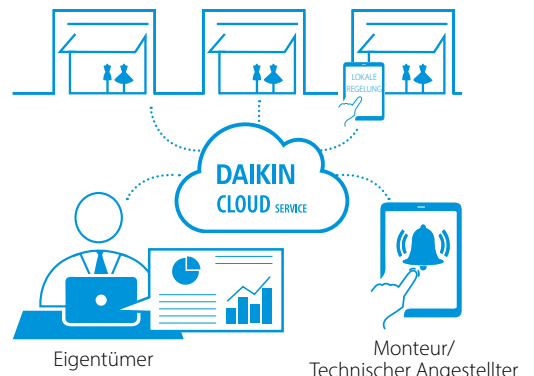 LOKALE
REGELUNG
DAIKIN
CLOUD SERVICE
Eigentümer
Monteur/
Technischer Angestellter